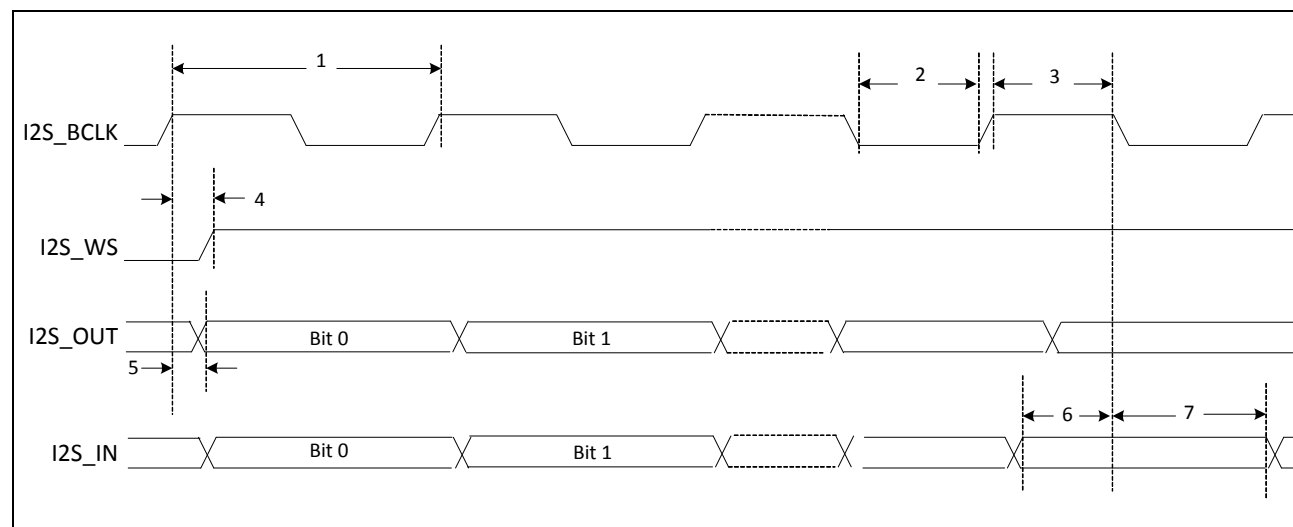 1
2
3
I2S_BCLK
4
I2S_WS
I2S_OUT
Bit 0
Bit 1
5
6
7
I2S_IN
Bit 0
Bit 1